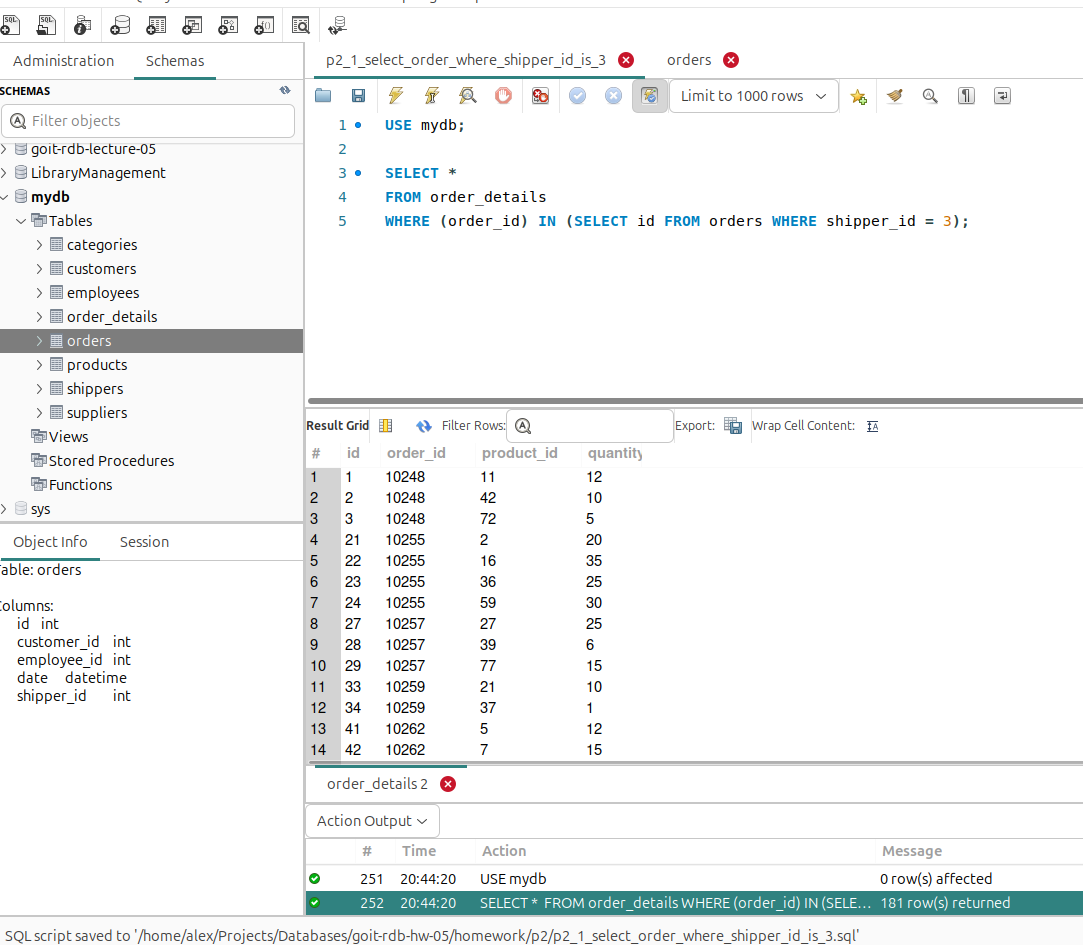 Administration
Schemas
p2_1_select_order_where_shipper_id_is_3
orders
SCHEMAS
Filter objects
Limit to 1000 rows
goit-rdb-lecture-05
LibraryManagement
mydb
Tables
categories
customers
employees
order_details
orders
products
shippers
suppliers
Views
Stored Procedures
Functions
sys
1 USE mydb;
2
3 SELECT *
4 FROM order_details
5 WHERE (order_id) IN (SELECT id FROM orders WHERE shipper_id = 3);
Result Grid Filter Rows: Export: Wrap Cell Content:
# id order_id product_id quantity
1 1 10248 11 12
2 2 10248 42 10
3 3 10248 72 5
4 21 10255 2 20
5 22 10255 16 35
6 23 10255 36 25
7 24 10255 59 30
8 27 10257 27 25
9 28 10257 39 6
10 29 10257 77 15
11 33 10259 21 10
12 34 10259 37 1
13 41 10262 5 12
14 42 10262 7 15
Object Info Session
able: orders
olumns:
id int
customer_id int
employee_id int
date datetime
shipper_id int
order_details 2
Action Output
# Time Action Message
251 20:44:20 USE mydb 0 row(s) affected
252 20:44:20 SELECT * FROM order_details WHERE (order_id) IN (SELE... 181 row(s) returned
SQL script saved to '/home/alex/Projects/Databases/goit-rdb-hw-05/homework/p2/p2_1_select_order_where_shipper_id_is_3.sql'